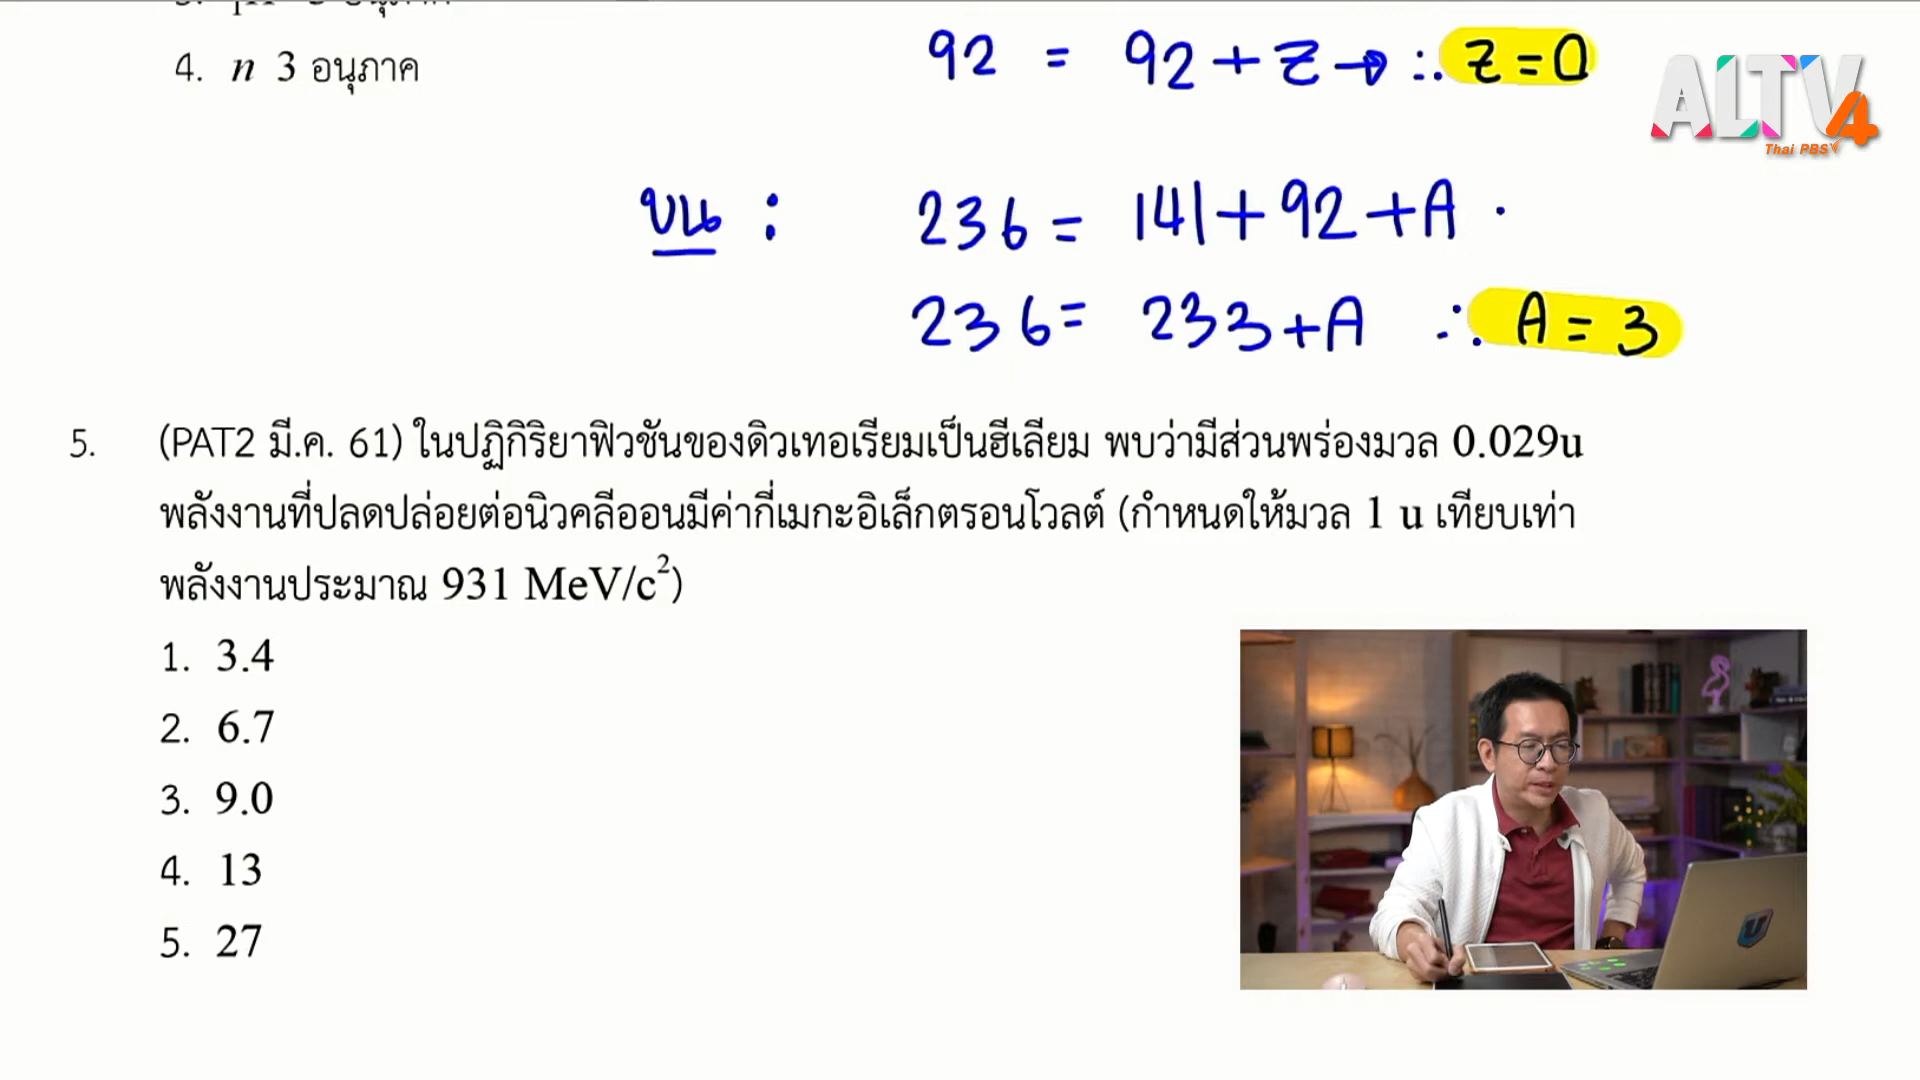 4. n 3 อนุภาค
92 = 92 + Z → ∴ Z = 0
ALTV4
Thai PBS
บน : 236 = 141 + 92 + A
236 = 233 + A ∴ A = 3
5. (PAT2 มี.ค. 61) ในปฏิกิริยาฟิวชันของดิวเทอเรียมเป็นฮีเลียม พบว่ามีส่วนพร่องมวล 0.029u
พลังงานที่ปลดปล่อยต่อนิวคลีออนมีค่ากี่เมกะอิเล็กตรอนโวลต์ (กำหนดให้มวล 1 u เทียบเท่า
พลังงานประมาณ 931 MeV/c²)
1. 3.4
2. 6.7
3. 9.0
4. 13
5. 27